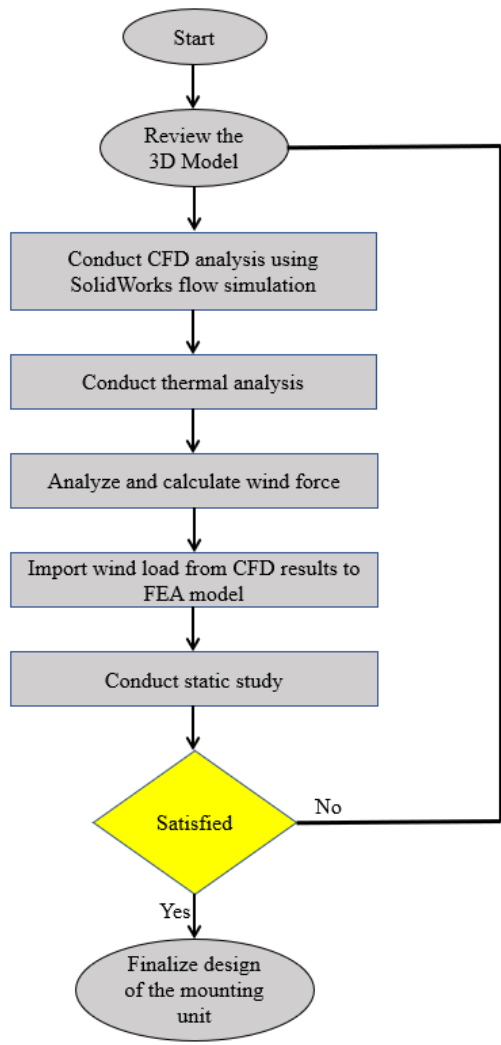 Start
Review the
3D Model
Conduct CFD analysis using
SolidWorks flow simulation
Conduct thermal analysis
Analyze and calculate wind force
Import wind load from CFD results to
FEA model
Conduct static study
Satisfied
No
Yes
Finalize design
of the mounting
unit